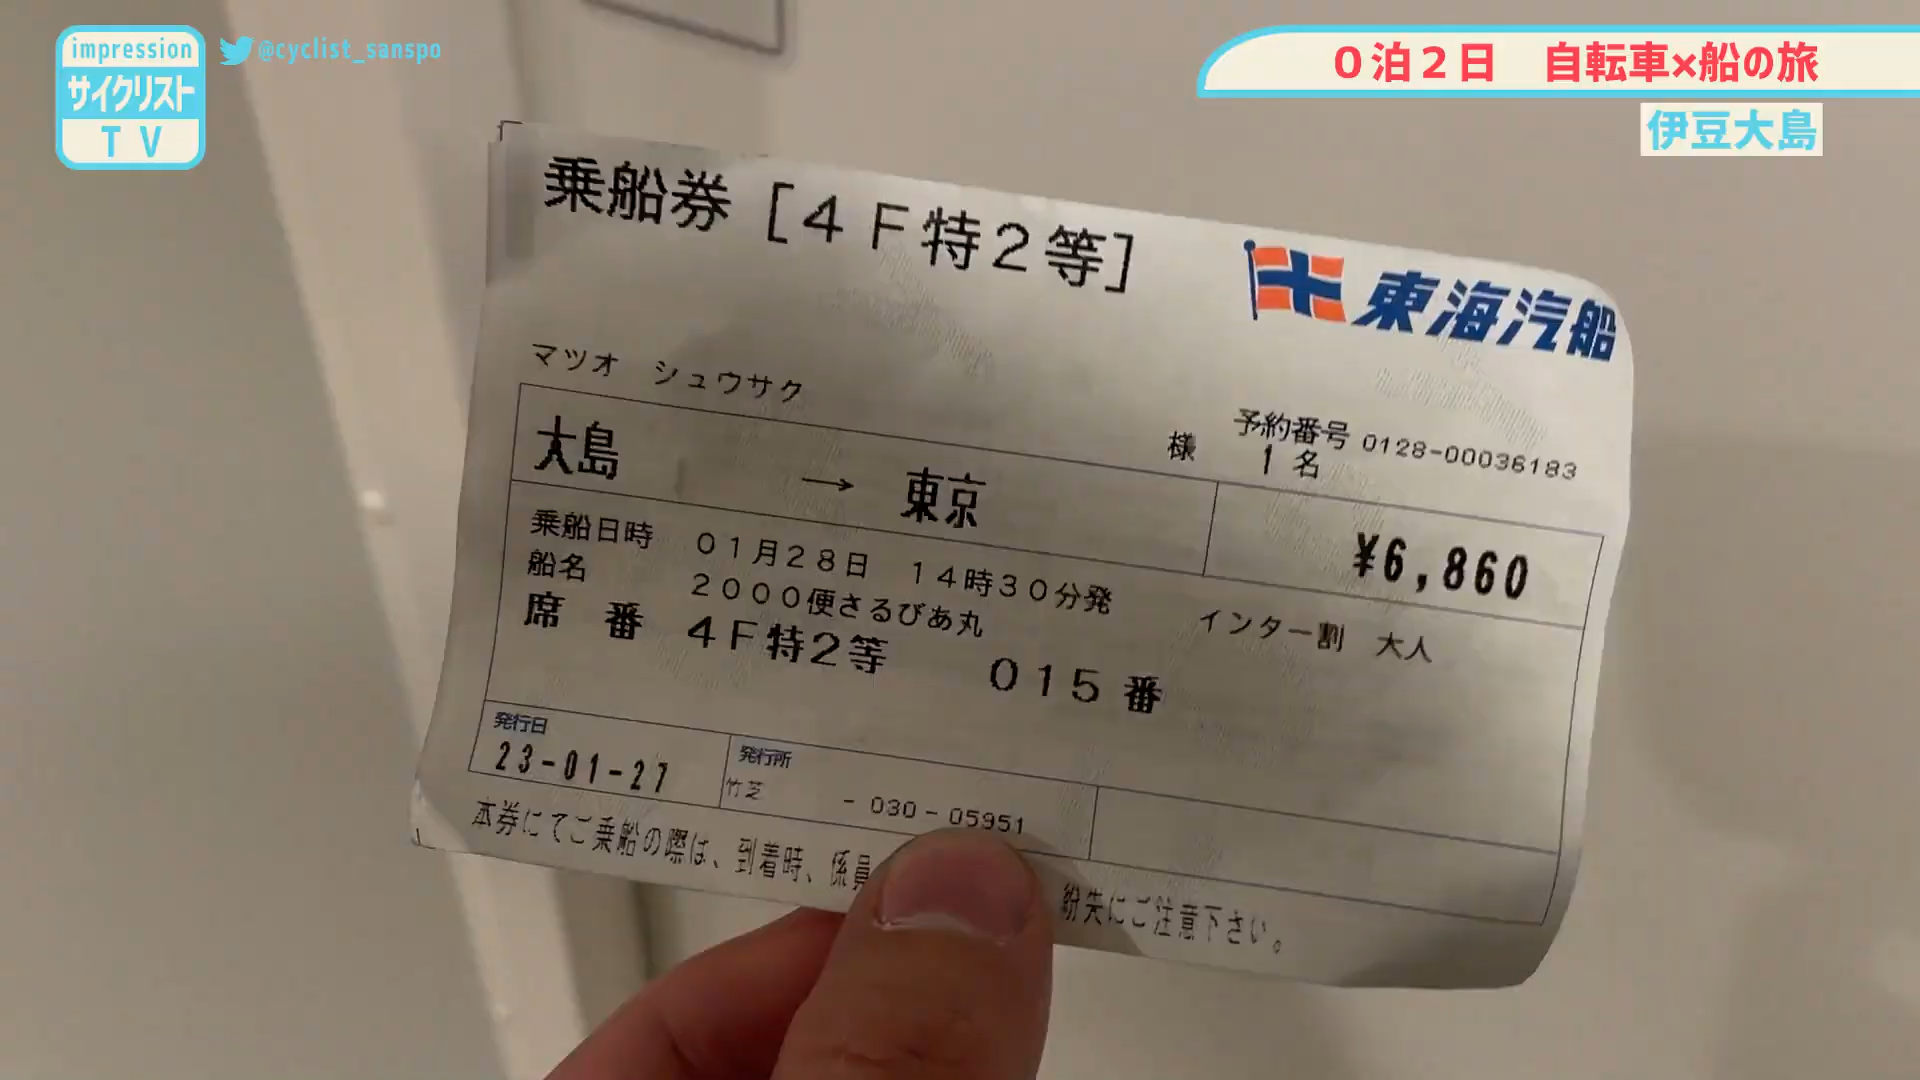 impression
サイクリスト
TV
@cyclist_sanspo
0泊2日 自転車×船の旅
伊豆大島
乗船券［4F特2等］
東海汽船
マツオ シュウサク 様
予約番号 0128-00036183
1名
大島 → 東京
¥6,860
乗船日時 01月28日 14時30分発
インター割 大人
船名 2000便さるびあ丸
席 番 4F特2等 015番
発行日
23-01-27
発行所
竹芝 - 030 - 05951
本券にてご乗船の際は、到着時、係員
紛失にご注意下さい。